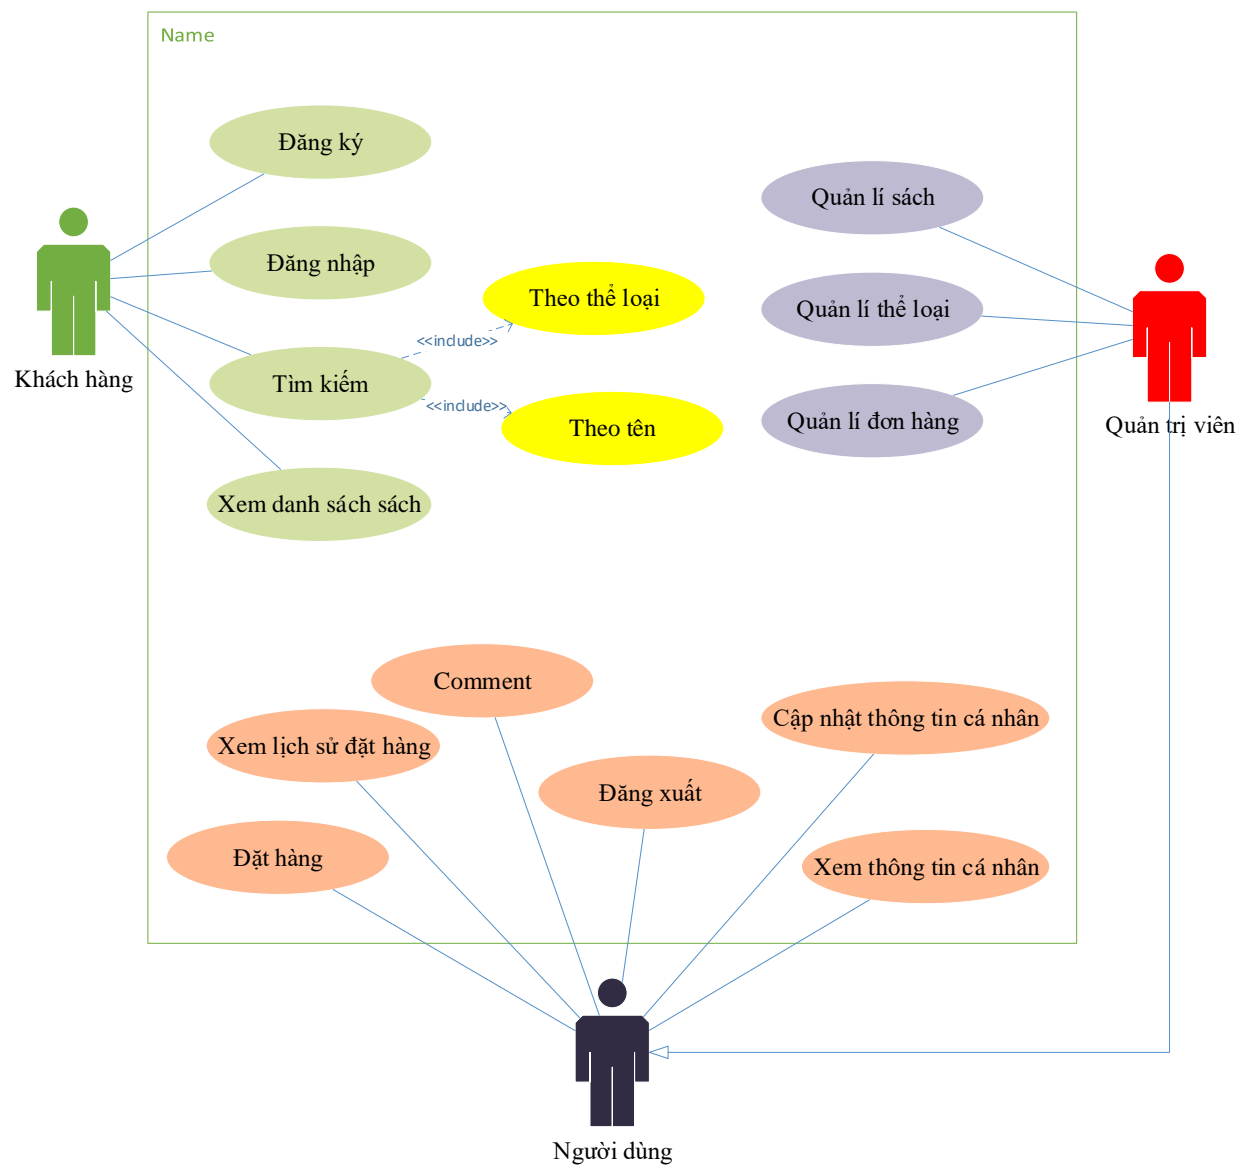 Name
Đăng ký
Quản lí sách
Đăng nhập
Theo thể loại
Quản lí thể loại
<<include>>
Khách hàng
Tìm kiếm
<<include>>
Theo tên
Quản lí đơn hàng
Quản trị viên
Xem danh sách sách
Comment
Cập nhật thông tin cá nhân
Xem lịch sử đặt hàng
Đăng xuất
Đặt hàng
Xem thông tin cá nhân
Người dùng